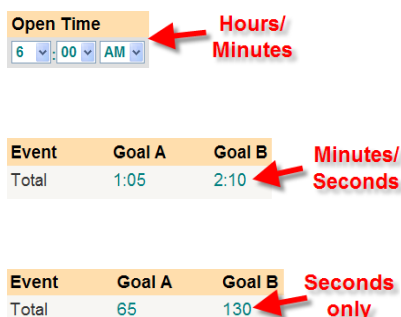 Open Time
6 : 00 AM
Hours/
Minutes
Event Goal A Goal B
Total 1:05 2:10
Minutes/
Seconds
Event Goal A Goal B
Total 65 130
Seconds
only